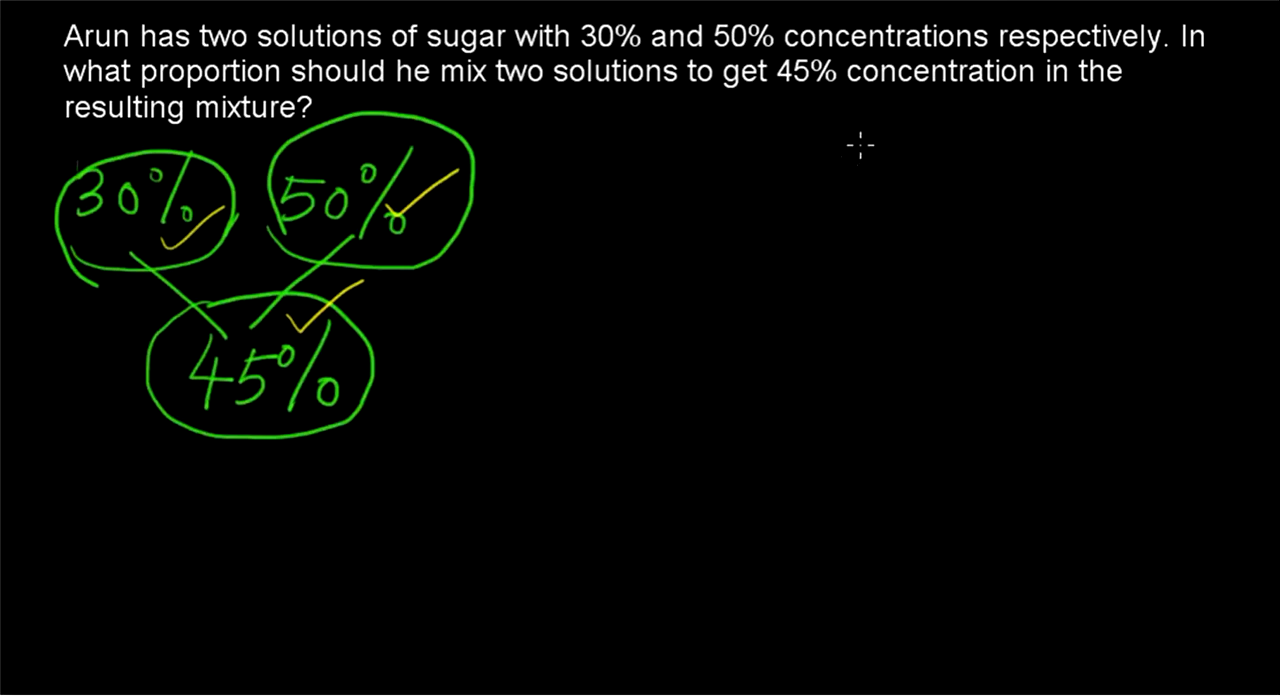 Arun has two solutions of sugar with 30% and 50% concentrations respectively. In
what proportion should he mix two solutions to get 45% concentration in the
resulting mixture?
30% 50%
45%